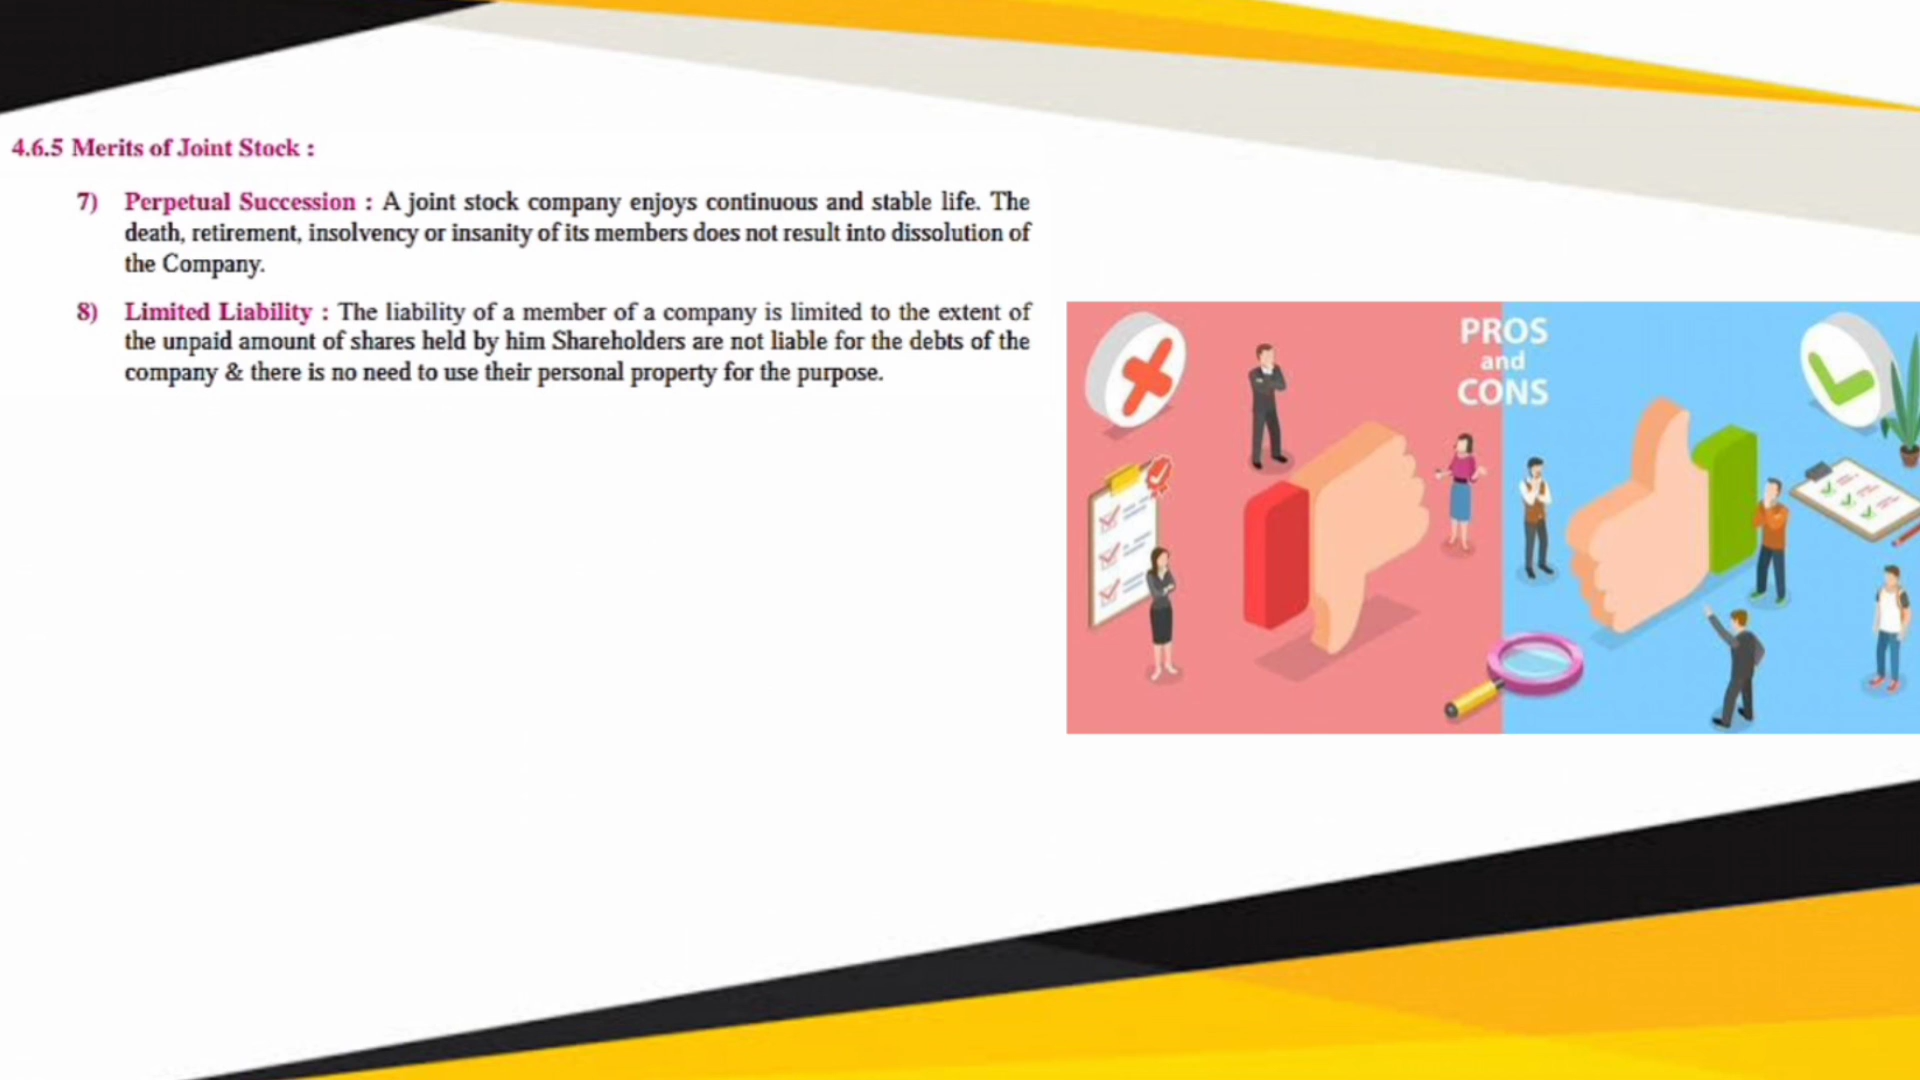 4.6.5 Merits of Joint Stock :
7) Perpetual Succession : A joint stock company enjoys continuous and stable life. The
death, retirement, insolvency or insanity of its members does not result into dissolution of
the Company.
8) Limited Liability : The liability of a member of a company is limited to the extent of
the unpaid amount of shares held by him Shareholders are not liable for the debts of the
company & there is no need to use their personal property for the purpose.
PROS
and
CONS